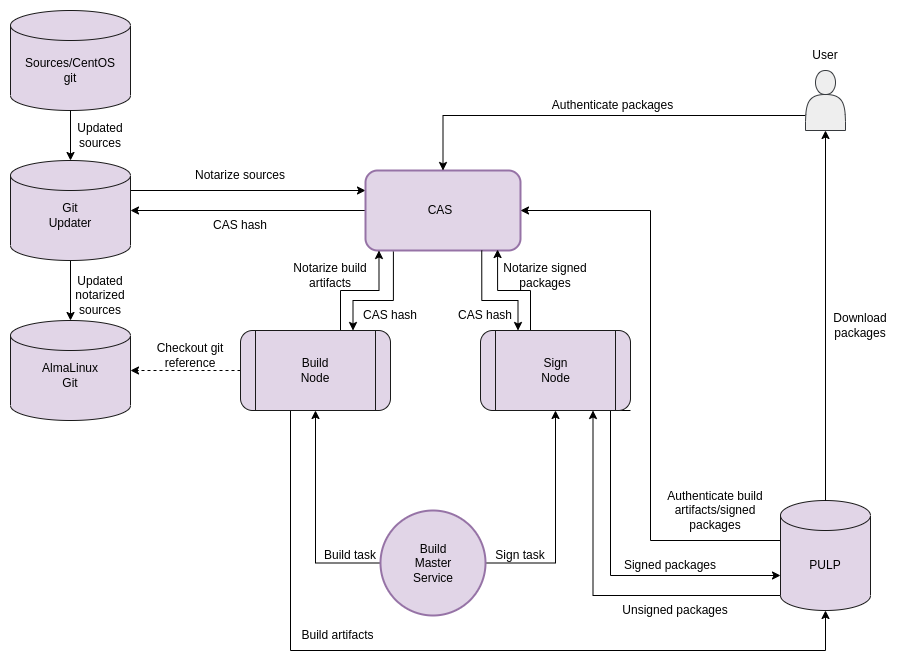 Sources/CentOS
git
User
Authenticate packages
Updated
sources
Notarize sources
Git
Updater
CAS
CAS hash
Notarize build
artifacts
Notarize signed
packages
Updated
notarized
sources
CAS hash
CAS hash
Download
packages
Checkout git
reference
AlmaLinux
Git
Build
Node
Sign
Node
Authenticate build
artifacts/signed
packages
Build task
Build
Master
Service
Sign task
Signed packages
PULP
Unsigned packages
Build artifacts